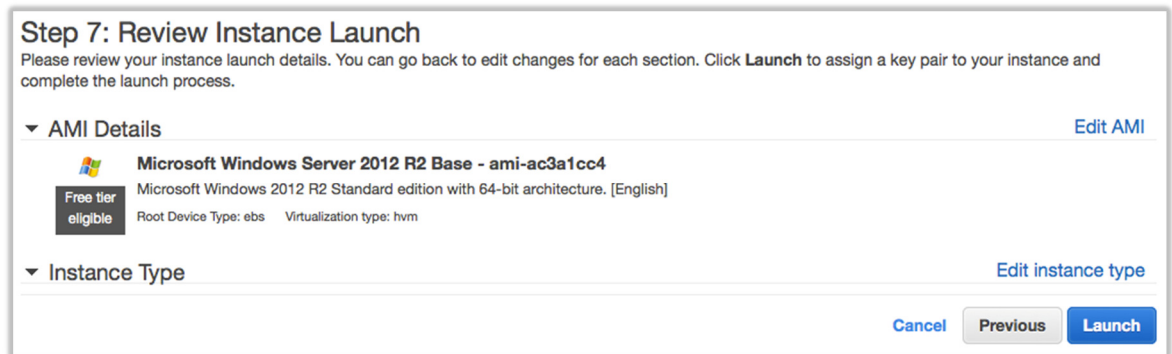 Step 7: Review Instance Launch
Please review your instance launch details. You can go back to edit changes for each section. Click Launch to assign a key pair to your instance and
complete the launch process.
AMI Details
Edit AMI
Microsoft Windows Server 2012 R2 Base - ami-ac3a1cc4
Free tier
eligible
Microsoft Windows 2012 R2 Standard edition with 64-bit architecture. [English]
Root Device Type: ebs Virtualization type: hvm
Instance Type
Edit instance type
Cancel
Previous
Launch